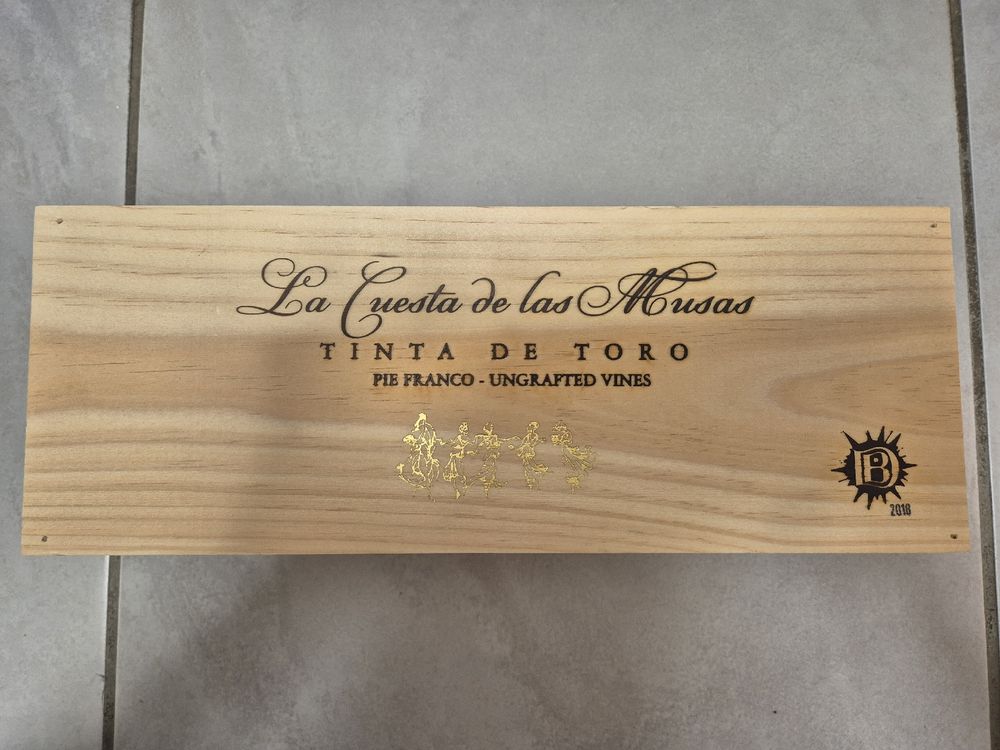 La Cuesta de las Musas
TINTA DE TORO
PIE FRANCO - UNGRAFTED VINES
B
2018